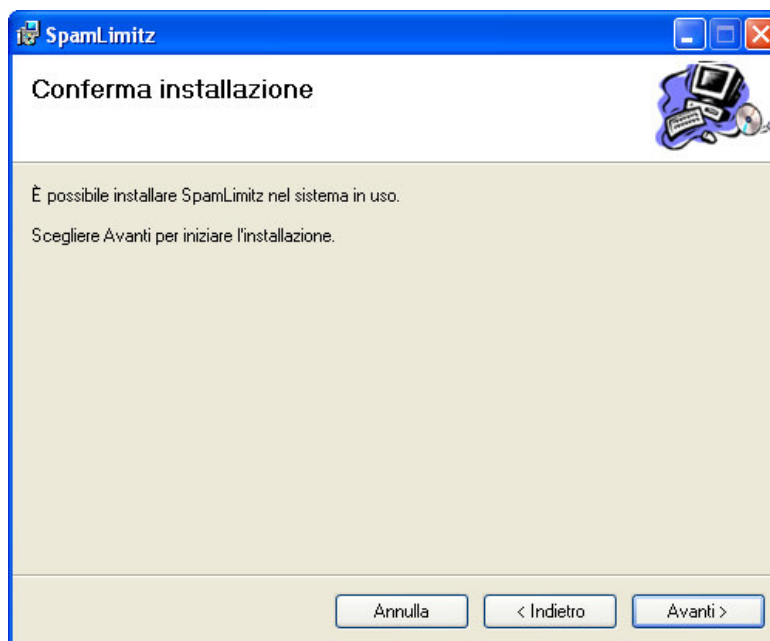 SpamLimitz
Conferma installazione
È possibile installare SpamLimitz nel sistema in uso.
Scegliere Avanti per iniziare l'installazione.
Annulla
< Indietro
Avanti >